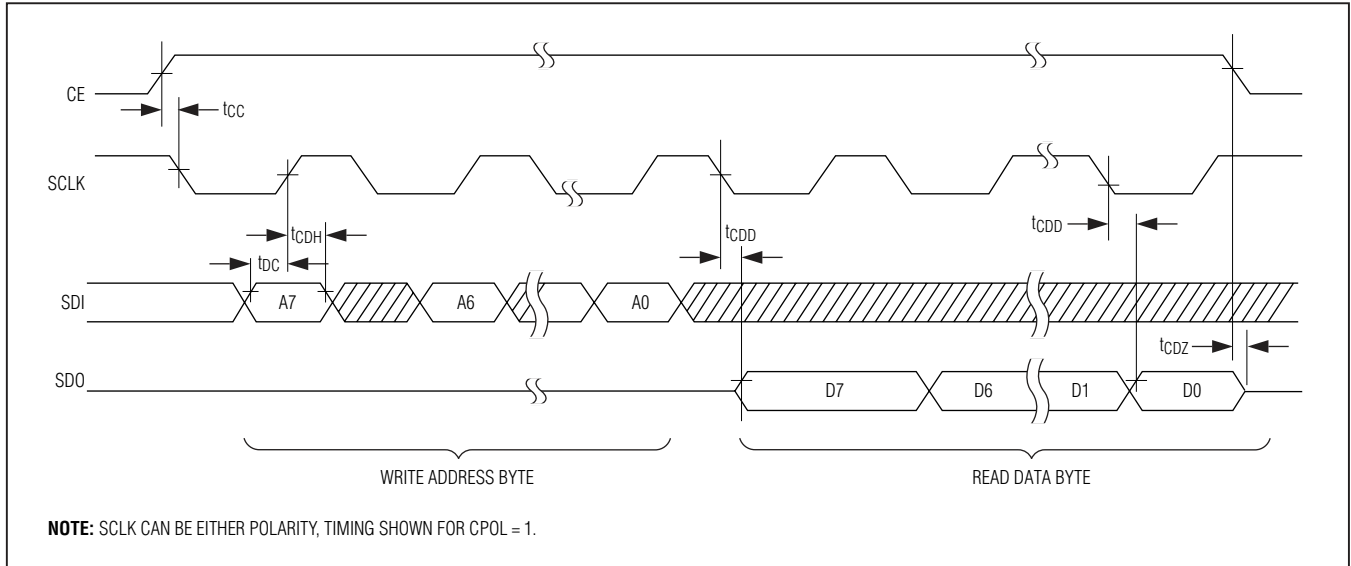 CE
tCC
SCLK
tCDH
tDC
tCDD
tCDD
SDI
A7
A6
A0
tCDZ
SDO
D7
D6
D1
D0
WRITE ADDRESS BYTE
READ DATA BYTE
NOTE: SCLK CAN BE EITHER POLARITY, TIMING SHOWN FOR CPOL = 1.